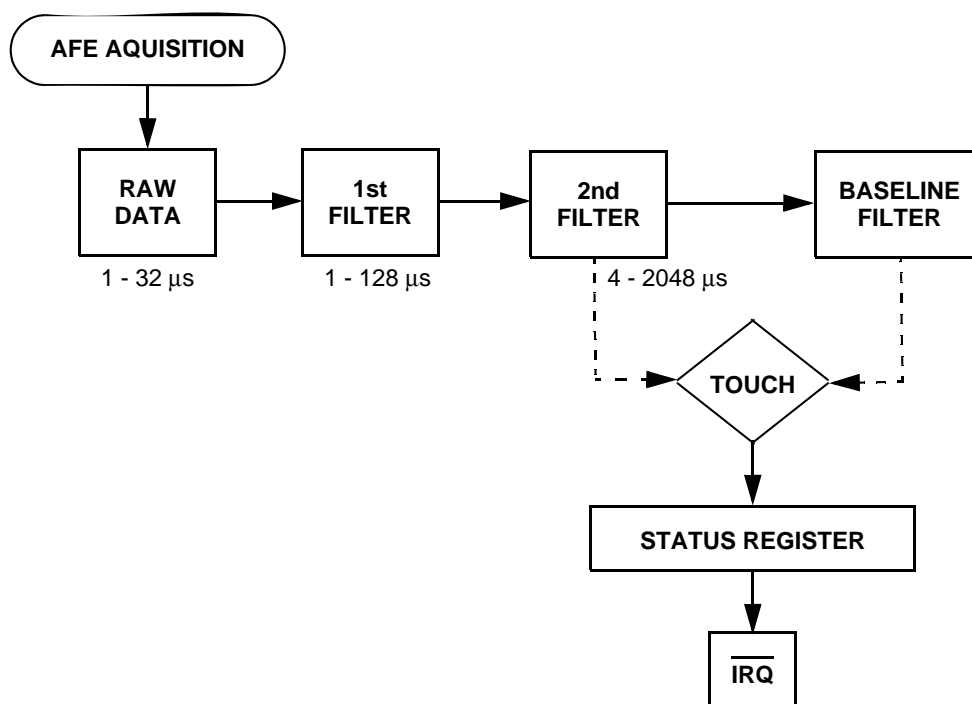 AFE AQUISITION
RAW
DATA
1st
FILTER
2nd
FILTER
BASELINE
FILTER
1 - 32 μs
1 - 128 μs
4 - 2048 μs
TOUCH
STATUS REGISTER
I̅R̅Q̅